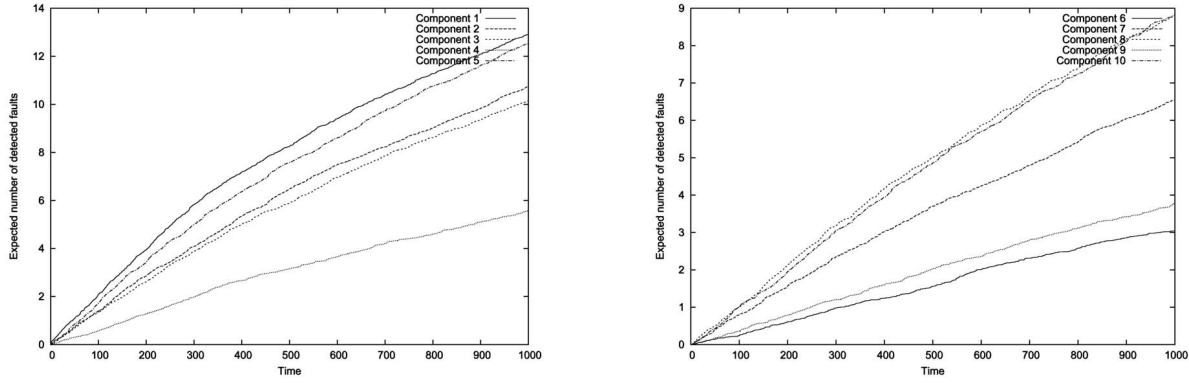 14
12
10
8
6
4
2
0
Expected number of detected faults
Component 1
Component 2
Component 3
Component 4
Component 5
0 100 200 300 400 500 600 700 800 900 1000
Time
9
8
7
6
5
4
3
2
1
0
Expected number of detected faults
Component 6
Component 7
Component 8
Component 9
Component 10
0 100 200 300 400 500 600 700 800 900 1000
Time